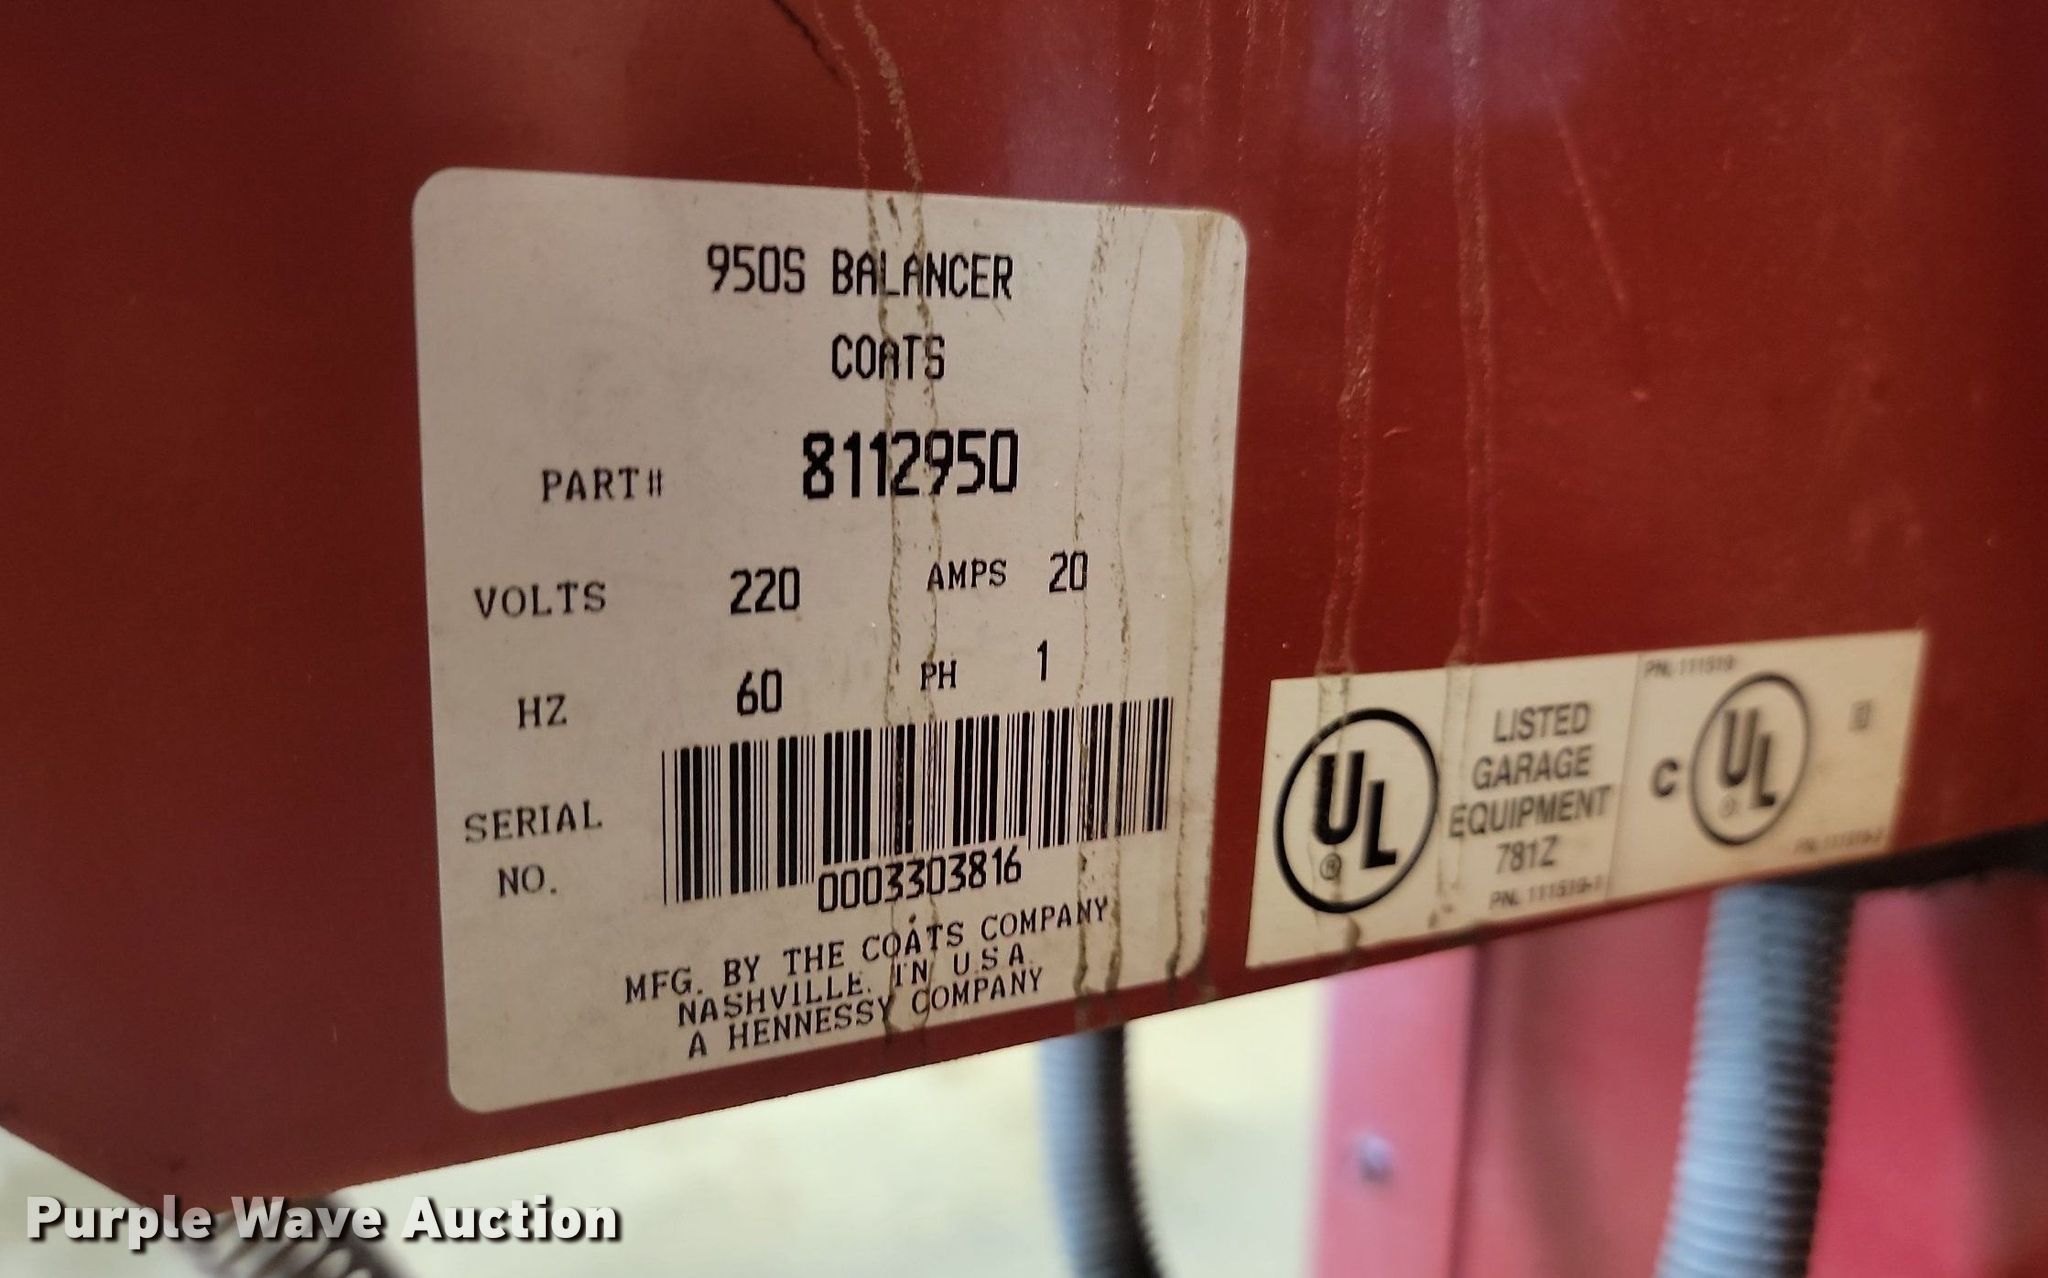 950S BALANCER
COATS
PART# 8112950
VOLTS 220 AMPS 20
HZ 60 PH 1
SERIAL
NO.
0003303816
MFG. BY THE COATS COMPANY
NASHVILLE. TN U.S.A.
A HENNESSY COMPANY
UL
®
LISTED
GARAGE
EQUIPMENT
781Z
C UL
®
Purple Wave Auction